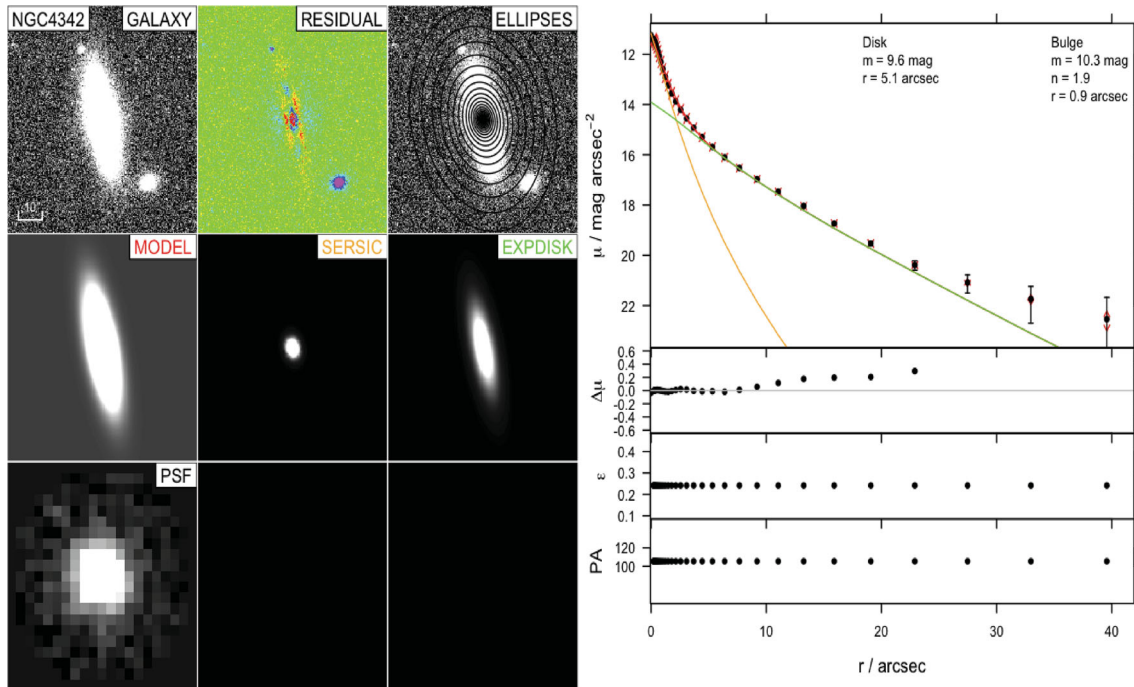 NGC4342 GALAXY RESIDUAL ELLIPSES
10"
MODEL SERSIC EXPDISK
PSF
Disk
m = 9.6 mag
r = 5.1 arcsec
Bulge
m = 10.3 mag
n = 1.9
r = 0.9 arcsec
μ / mag arcsec⁻²
12
14
16
18
20
22
Δμ
0.6
0.4
0.2
0.0
-0.2
-0.4
-0.6
ε
0.4
0.3
0.2
0.1
PA
120
100
0 10 20 30 40
r / arcsec